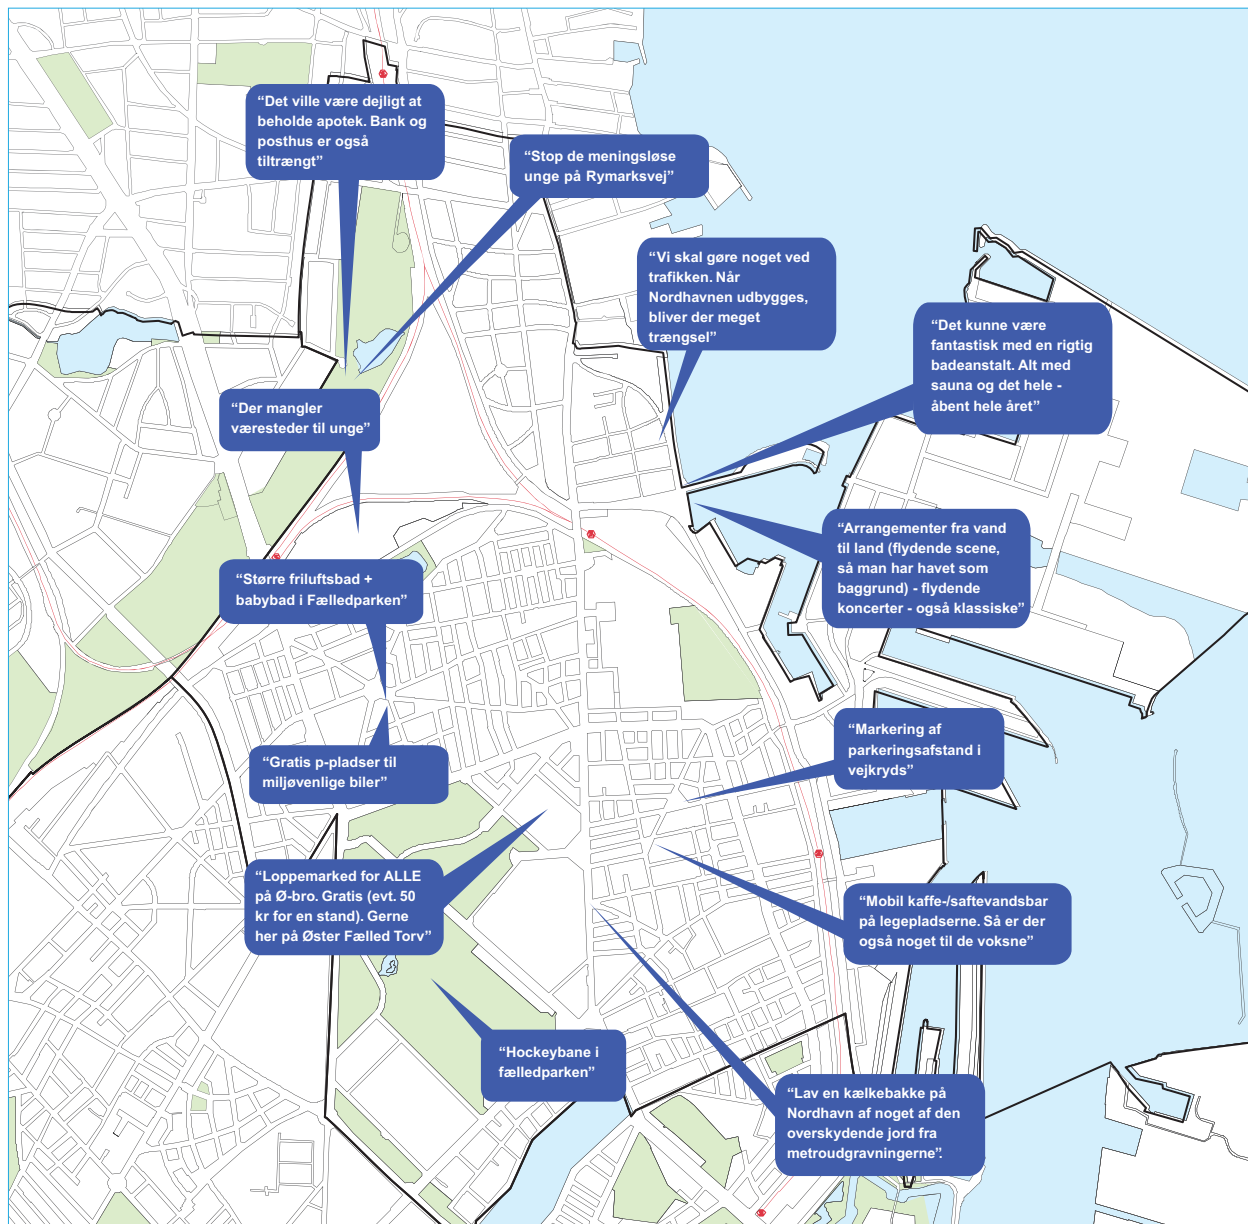 “Det ville være dejligt at
beholde apotek. Bank og
posthus er også
tiltrængt”
“Stop de meningsløse
unge på Rymarksvej”
“Vi skal gøre noget ved
trafikken. Når
Nordhavnen udbygges,
bliver der meget
trængsel”
“Det kunne være
fantastisk med en rigtig
badeanstalt. Alt med
sauna og det hele -
åbent hele året”
“Der mangler
væresteder til unge”
“Arrangementer fra vand
til land (flydende scene,
så man har havet som
baggrund) - flydende
koncerter - også klassiske”
“Større friluftsbad +
babybad i Fælledparken”
“Markering af
parkeringsafstand i
vejkryds”
“Gratis p-pladser til
miljøvenlige biler”
“Loppemarked for ALLE
på Ø-bro. Gratis (evt. 50
kr for en stand). Gerne
her på Øster Fælled Torv”
“Mobil kaffe-/saftevandsbar
på legepladserne. Så er der
også noget til de voksne”
“Hockeybane i
fælledparken”
“Lav en kælkebakke på
Nordhavn af noget af den
overskydende jord fra
metroudgravningerne”.